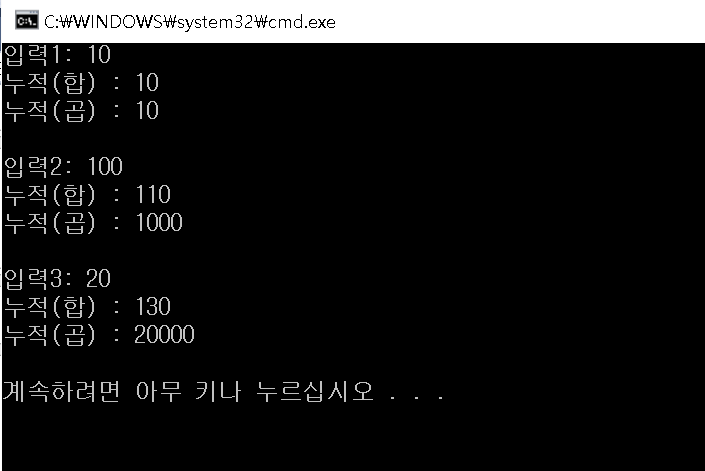 C:\WINDOWS\system32\cmd.exe
입력1: 10
누적(합) : 10
누적(곱) : 10
입력2: 100
누적(합) : 110
누적(곱) : 1000
입력3: 20
누적(합) : 130
누적(곱) : 20000
계속하려면 아무 키나 누르십시오 . . .